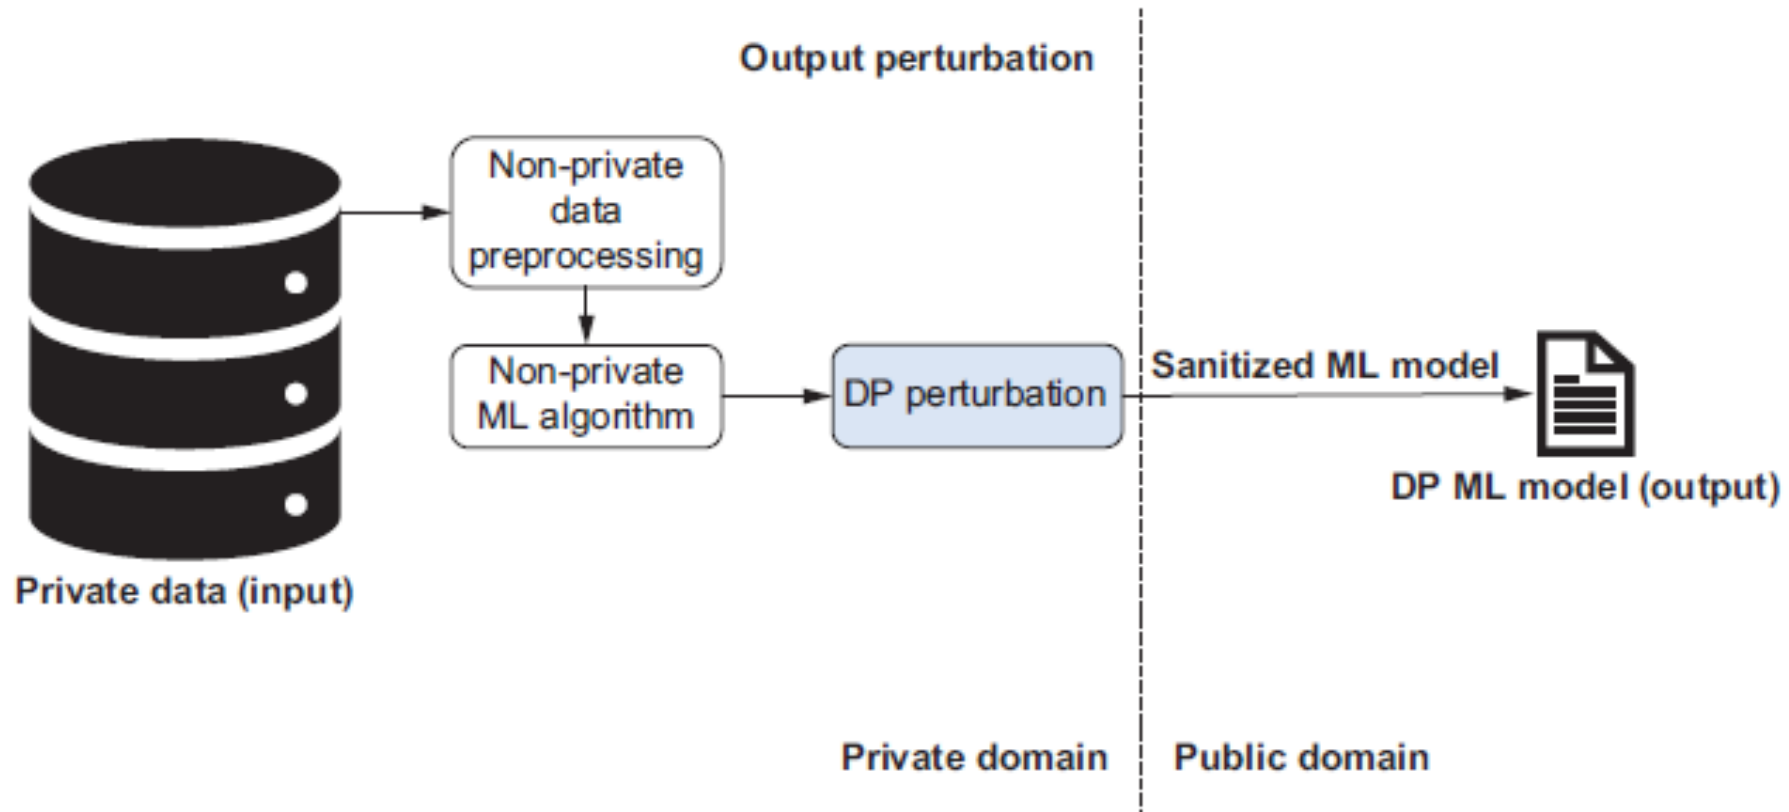 Output perturbation
Non-private
data
preprocessing
Non-private
ML algorithm
DP perturbation
Sanitized ML model
DP ML model (output)
Private data (input)
Private domain
Public domain